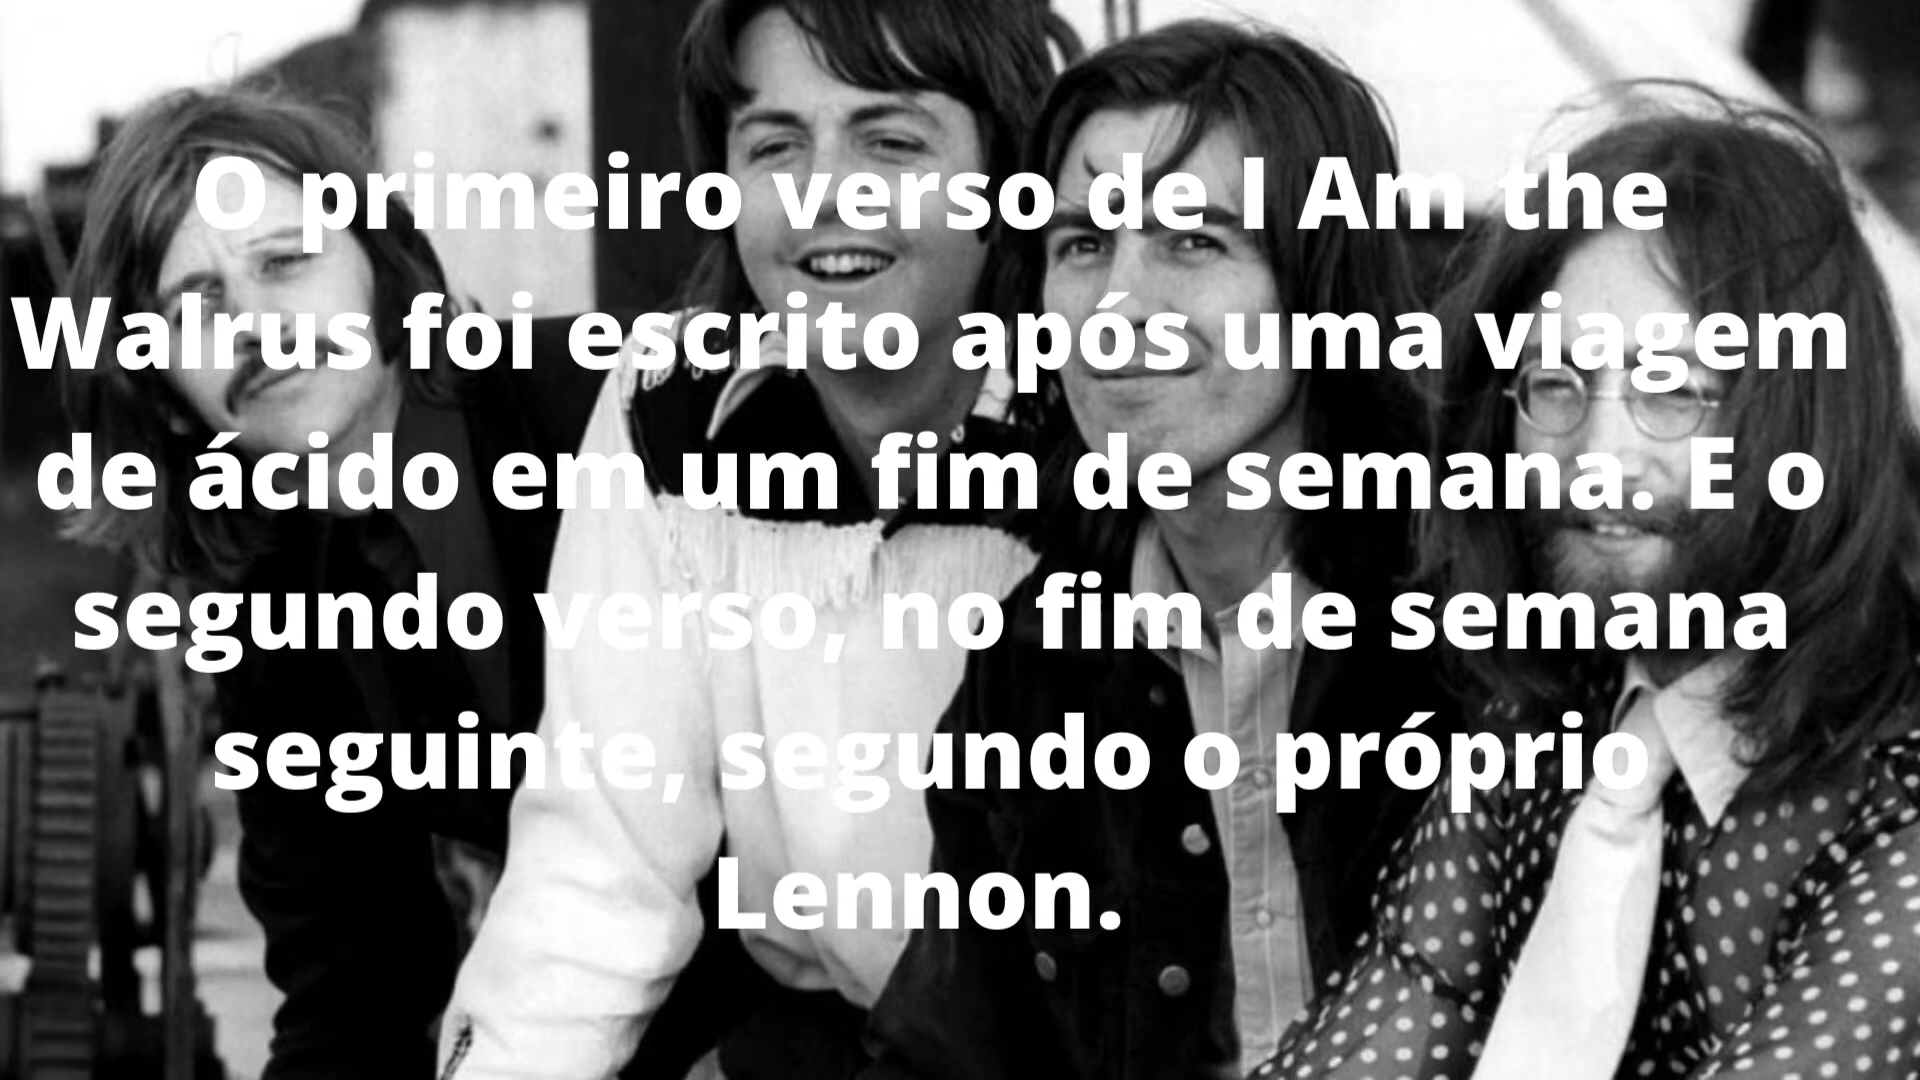 O primeiro verso de I Am the
Walrus foi escrito após uma viagem
de ácido em um fim de semana. E o
segundo verso, no fim de semana
seguinte, segundo o próprio
Lennon.